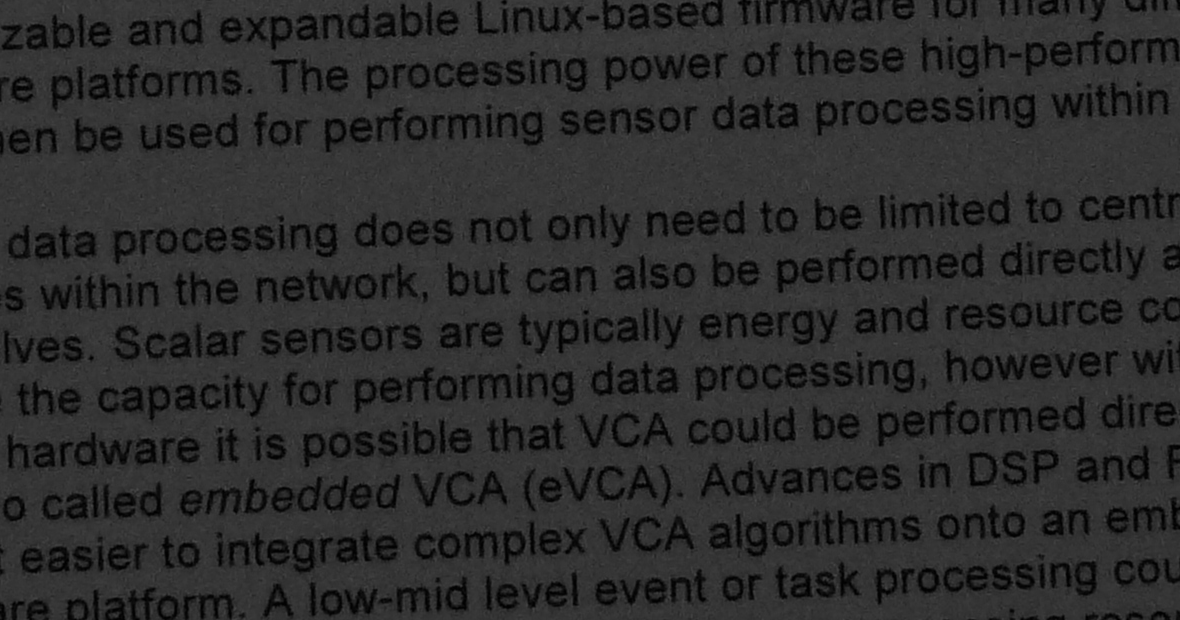 zable and expandable Linux-based firmware for many
re platforms. The processing power of these high-perform
en be used for performing sensor data processing within
data processing does not only need to be limited to centr
s within the network, but can also be performed directly a
lves. Scalar sensors are typically energy and resource co
the capacity for performing data processing, however wi
hardware it is possible that VCA could be performed dire
o called embedded VCA (eVCA). Advances in DSP and F
easier to integrate complex VCA algorithms onto an emb
are platform. A low-mid level event or task processing cou